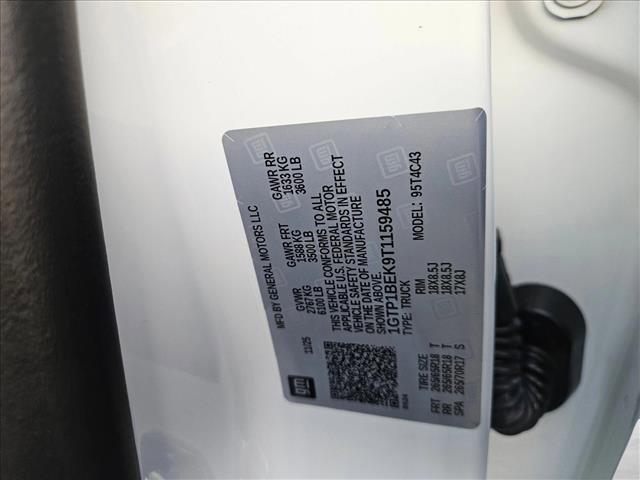 gm
MFD BY GENERAL MOTORS LLC
11/25
GVWR
2767 KG
6100 LB
GAWR FRT
1588 KG
3500 LB
GAWR RR
1633 KG
3600 LB
THIS VEHICLE CONFORMS TO ALL
APPLICABLE U.S. FEDERAL MOTOR
VEHICLE SAFETY STANDARDS IN EFFECT
ON THE DATE OF MANUFACTURE
SHOWN ABOVE.
1GTP1BEK9T1159485
TYPE: TRUCK
MODEL: 95T4C43
TIRE SIZE RIM
FRT 265/65R18 T 18X8.5J
RR 265/65R18 T 18X8.5J
SPA 265/70R17 S 17X8J